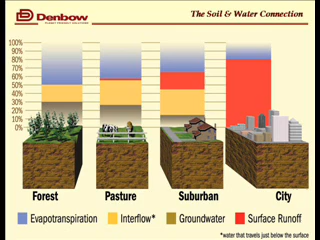 Denbow
The Soil & Water Connection
100%
90%
80%
70%
60%
50%
40%
30%
20%
10%
0%
Forest Pasture Suburban City
Evapotranspiration Interflow* Groundwater Surface Runoff
*water that travels just below the surface